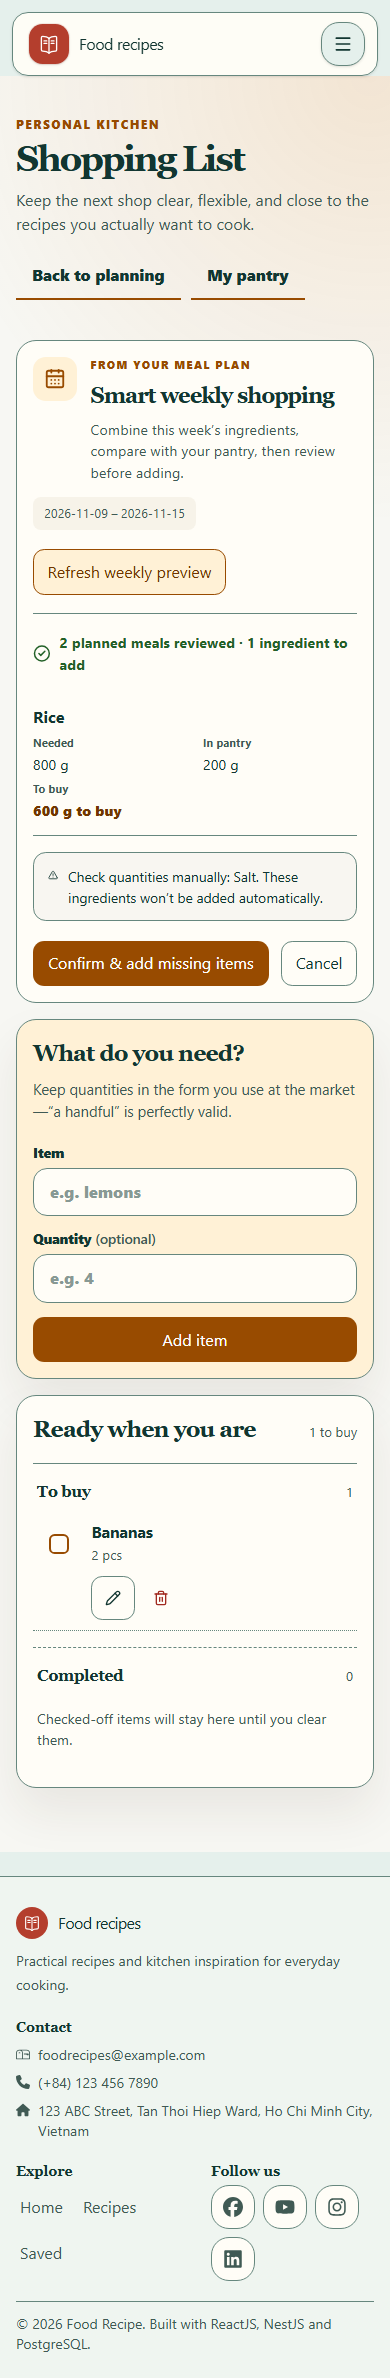 Food recipes
PERSONAL KITCHEN
Shopping List
Keep the next shop clear, flexible, and close to the
recipes you actually want to cook.
Back to planning
My pantry
FROM YOUR MEAL PLAN
Smart weekly shopping
Combine this week's ingredients,
compare with your pantry, then review
before adding.
2026-11-09 – 2026-11-15
Refresh weekly preview
2 planned meals reviewed · 1 ingredient to
add
Rice
Needed
In pantry
800 g
200 g
To buy
600 g to buy
Check quantities manually: Salt. These
ingredients won't be added automatically.
Confirm & add missing items
Cancel
What do you need?
Keep quantities in the form you use at the market
—"a handful" is perfectly valid.
Item
e.g. lemons
Quantity (optional)
e.g. 4
Add item
Ready when you are
1 to buy
To buy
1
Bananas
2 pcs
Completed
0
Checked-off items will stay here until you clear
them.
Food recipes
Practical recipes and kitchen inspiration for everyday
cooking.
Contact
foodrecipes@example.com
(+84) 123 456 7890
123 ABC Street, Tan Thoi Hiep Ward, Ho Chi Minh City,
Vietnam
Explore
Follow us
Home
Recipes
Saved
© 2026 Food Recipe. Built with ReactJS, NestJS and
PostgreSQL.